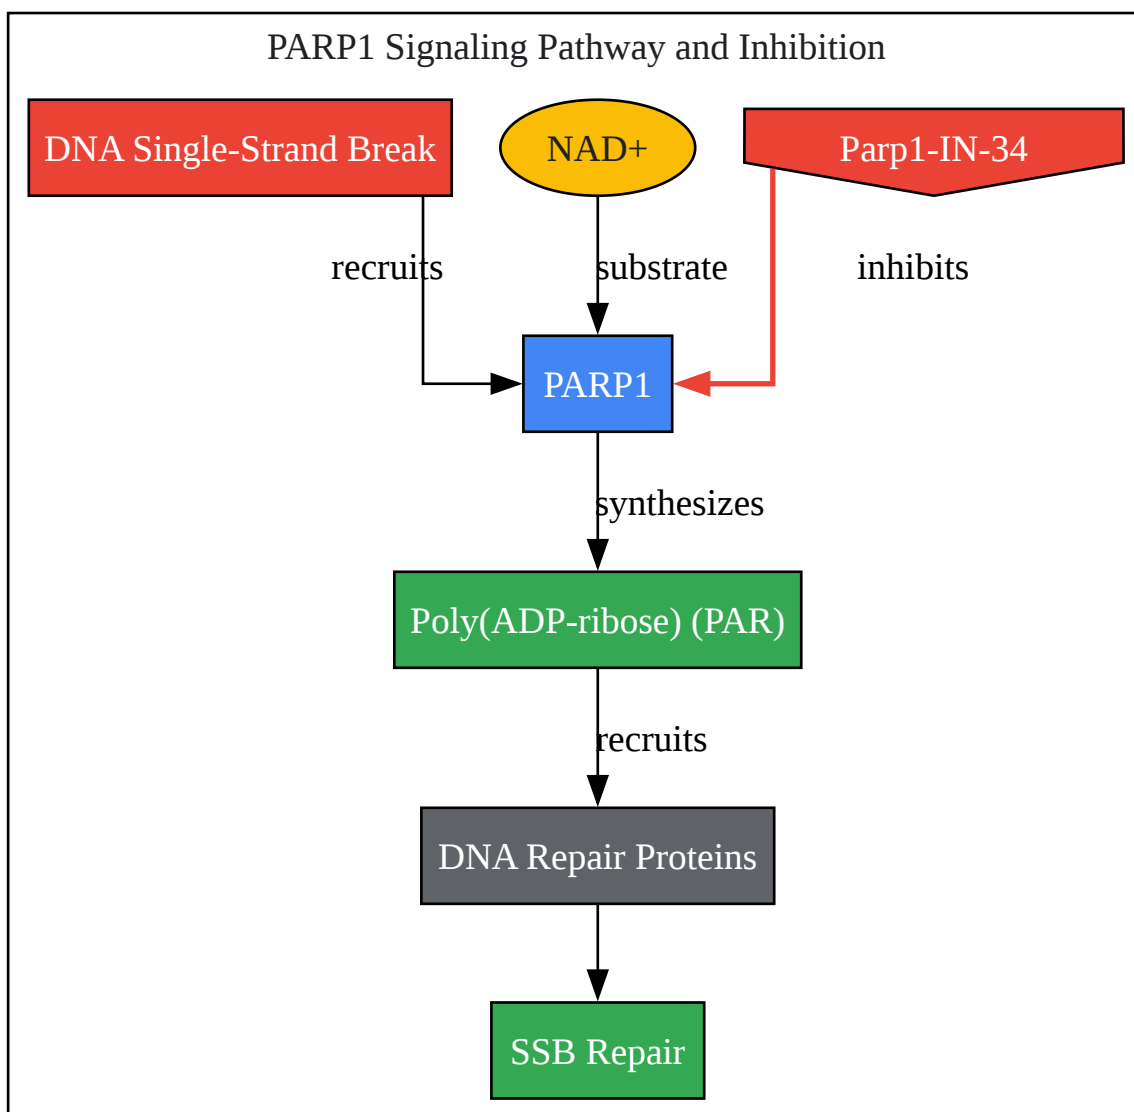 PARP1 Signaling Pathway and Inhibition
DNA Single-Strand Break
NAD+
Parp1-IN-34
recruits
substrate
inhibits
PARP1
synthesizes
Poly(ADP-ribose) (PAR)
recruits
DNA Repair Proteins
SSB Repair